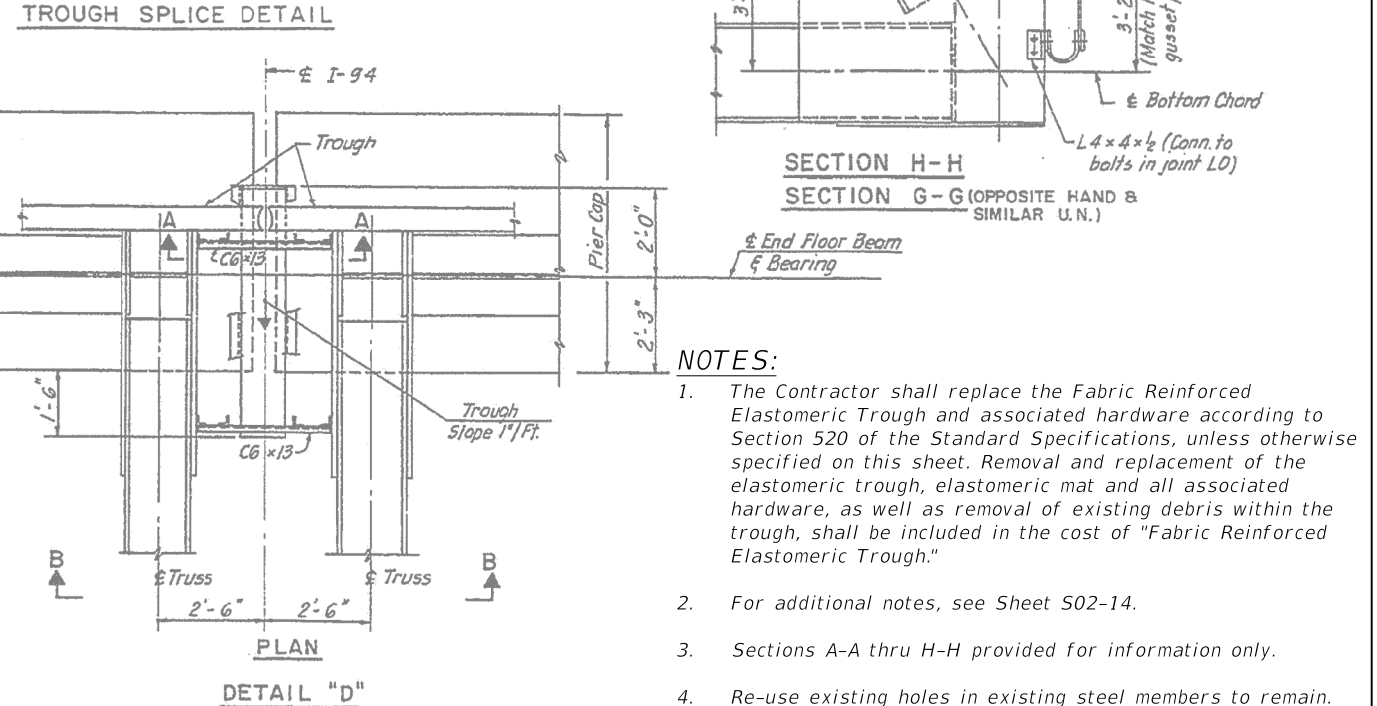 TROUGH SPLICE DETAIL
℄ I-94
Trough
A
A
℄ C6×13
Pier Cap
2'-0"
2'-3"
1'-6"
Trough
Slope 1"/Ft.
C6×13
B
B
℄ Truss
℄ Truss
2'-6"
2'-6"
PLAN
DETAIL "D"
3'-2
(Match
gusset
℄ Bottom Chord
L4×4×½ (Conn. to
bolts in joint L0)
SECTION H-H
SECTION G-G (OPPOSITE HAND &
SIMILAR U.N.)
℄ End Floor Beam
℄ Bearing
NOTES:
1. The Contractor shall replace the Fabric Reinforced
Elastomeric Trough and associated hardware according to
Section 520 of the Standard Specifications, unless otherwise
specified on this sheet. Removal and replacement of the
elastomeric trough, elastomeric mat and all associated
hardware, as well as removal of existing debris within the
trough, shall be included in the cost of "Fabric Reinforced
Elastomeric Trough."
2. For additional notes, see Sheet S02-14.
3. Sections A-A thru H-H provided for information only.
4. Re-use existing holes in existing steel members to remain.